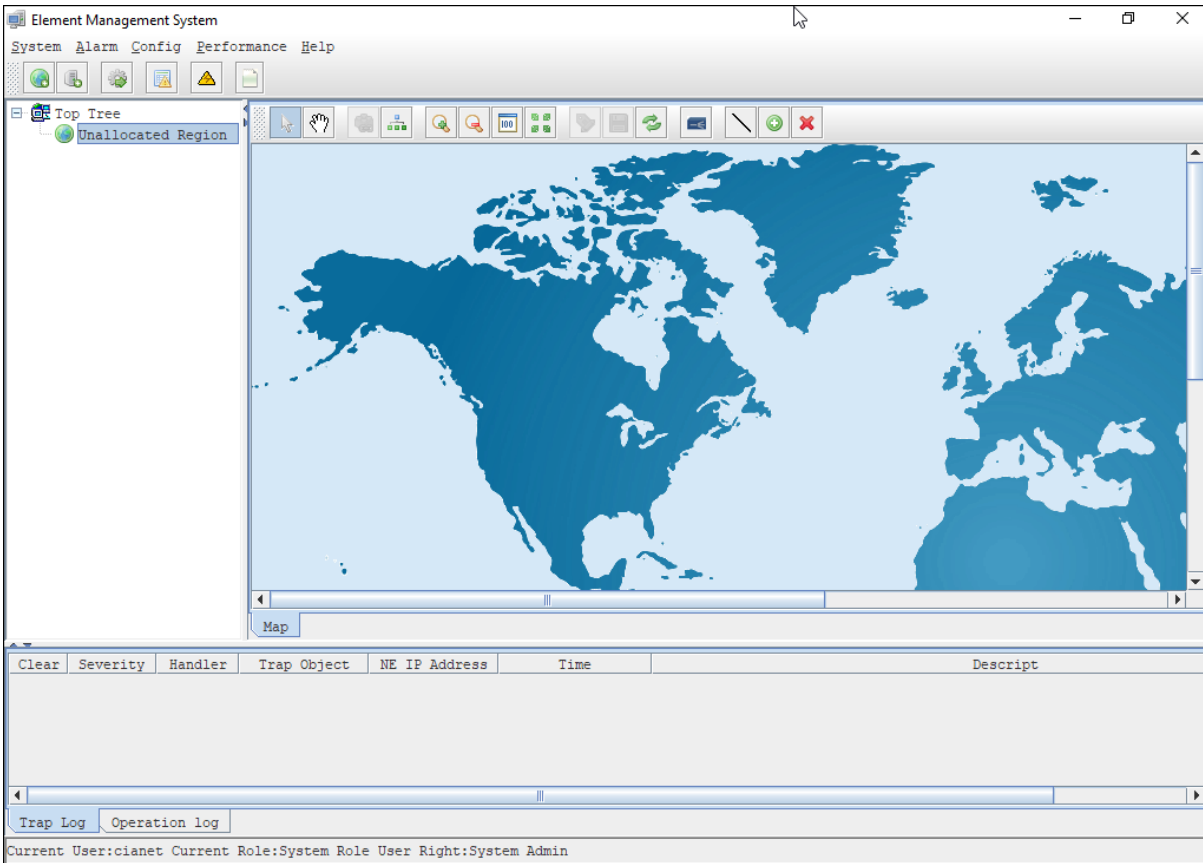 Element Management System
System Alarm Config Performance Help
Top Tree
Unallocated Region
100
Map
Clear Severity Handler Trap Object NE IP Address Time Descript
Trap Log Operation log
Current User:cianet Current Role:System Role User Right:System Admin